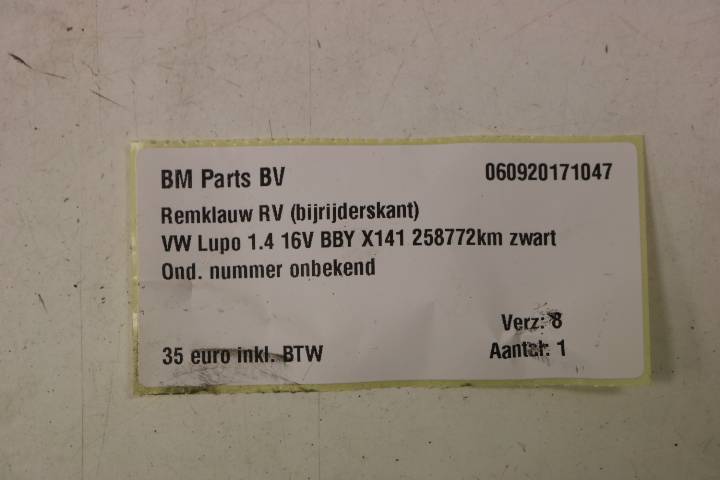 BM Parts BV 060920171047
Remklauw RV (bijrijderskant)
VW Lupo 1.4 16V BBY X141 258772km zwart
Ond. nummer onbekend
Verz: 8
35 euro inkl. BTW Aantal: 1